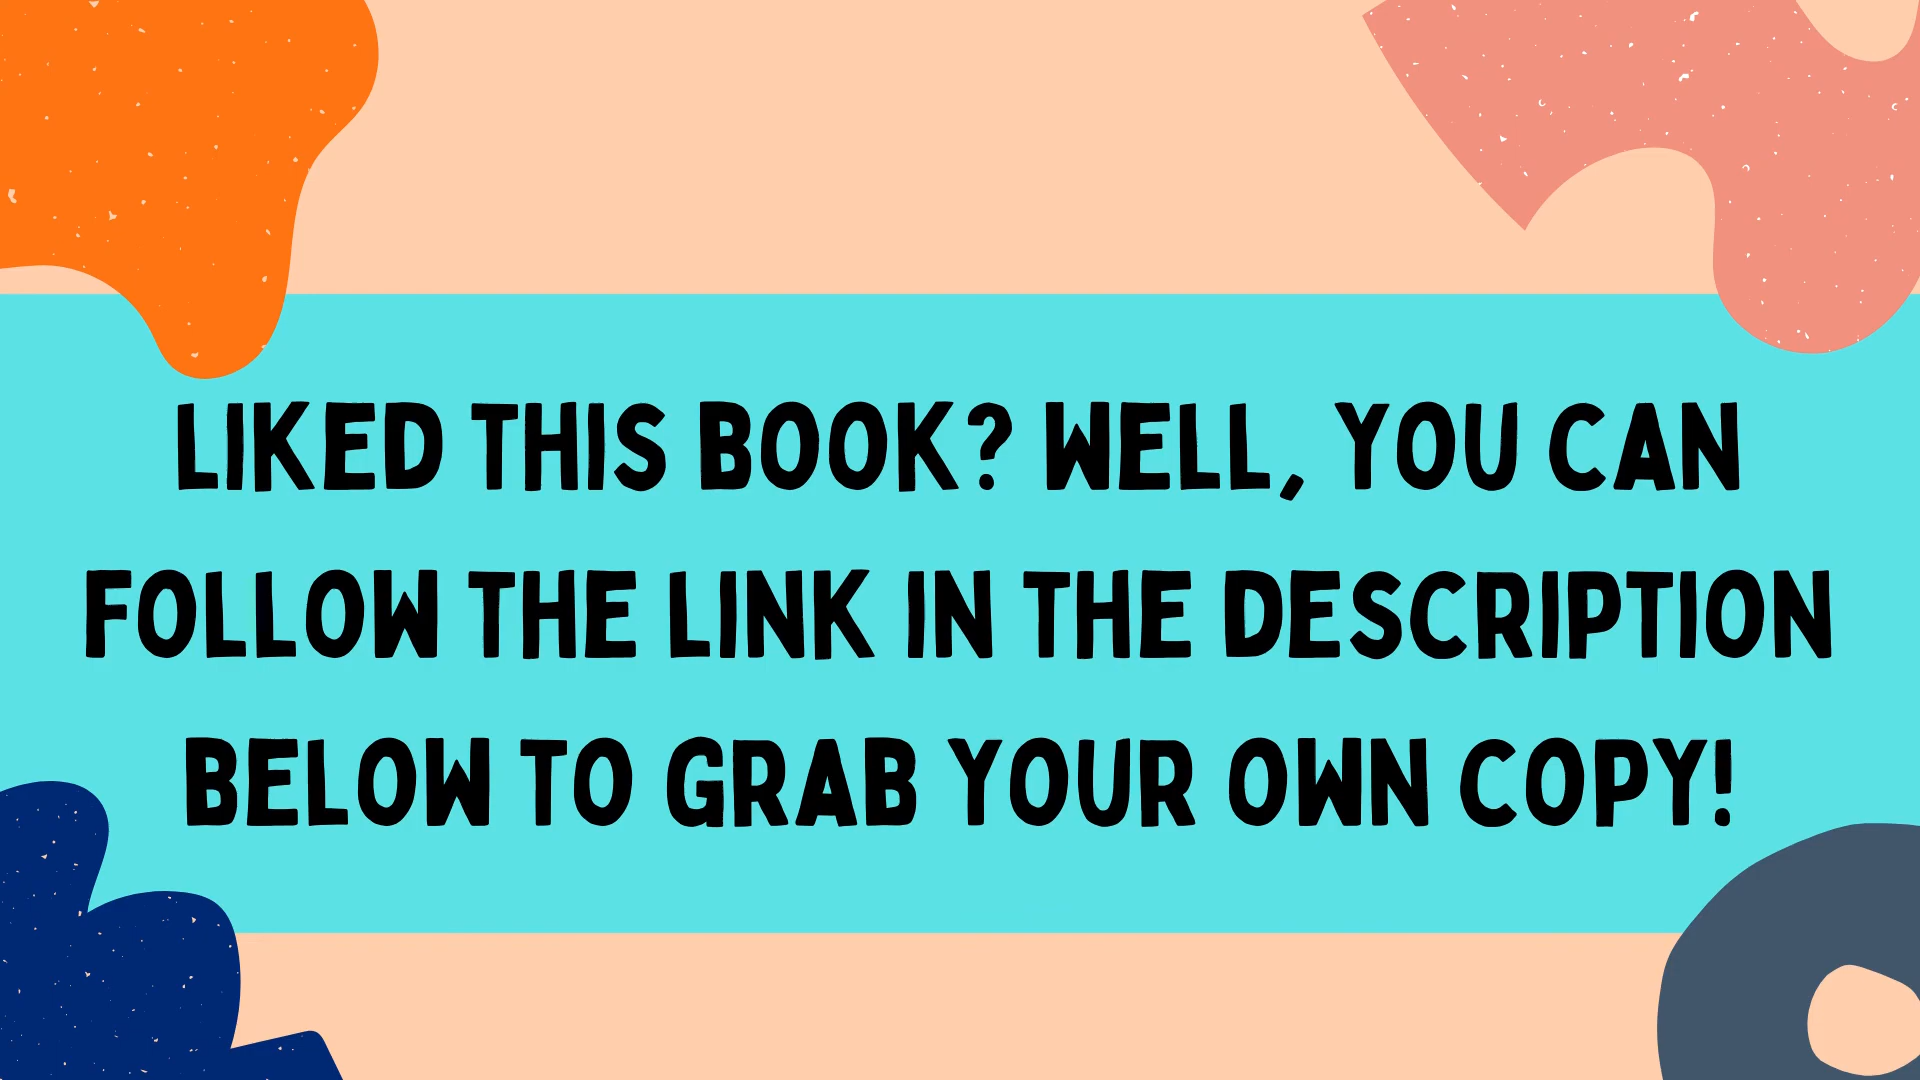 LIKED THIS BOOK? WELL, YOU CAN
FOLLOW THE LINK IN THE DESCRIPTION
BELOW TO GRAB YOUR OWN COPY!